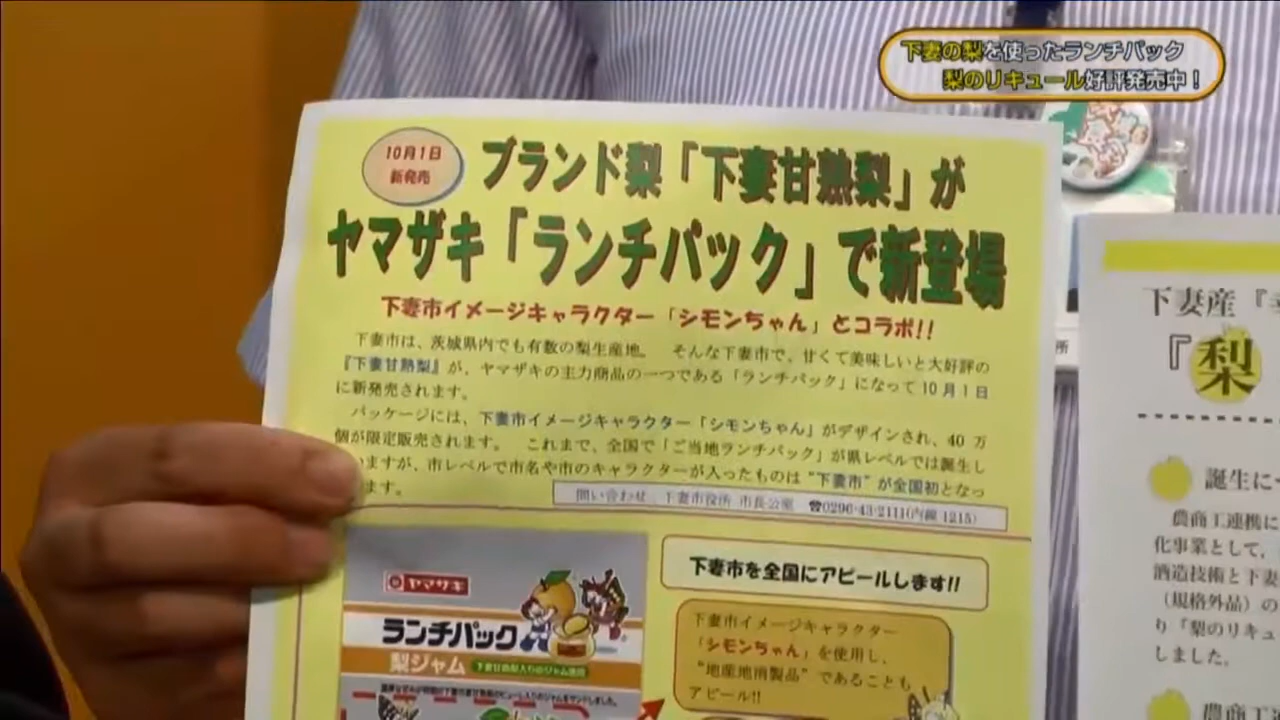 下妻の梨を使ったランチパック
梨のリキュール好評発売中！
10月1日
新発売
ブランド梨「下妻甘熟梨」が
ヤマザキ「ランチパック」で新登場
下妻市イメージキャラクター「シモンちゃん」とコラボ!!
下妻市は、茨城県内でも有数の梨生産地。 そんな下妻市で、甘くて美味しいと大好評の
『下妻甘熟梨』が、ヤマザキの主力商品の一つである「ランチパック」になって10月1日
に新発売されます。
パッケージには、下妻市イメージキャラクター「シモンちゃん」がデザインされ、40万
個が限定販売されます。 これまで、全国で「ご当地ランチパック」が県レベルでは誕生し
ますが、市レベルで市名や市のキャラクターが入ったものは“下妻市”が全国初となっ
ます。
問い合わせ 下妻市役所 市長公室 ☎0296-43-2111(内線1215)
ヤマザキ
ランチパック
梨ジャム
下妻甘熟梨入りのジャム使用
下妻市を全国にアピールします!!
下妻市イメージキャラクター
「シモンちゃん」を使用し、
“地産地消製品”であることも
アピール!!
所
下妻産『
『梨
誕生に
農商工連携に
化事業として、
酒造技術と下妻
（規格外品）の
り「梨のリキュ
しました。
農商工